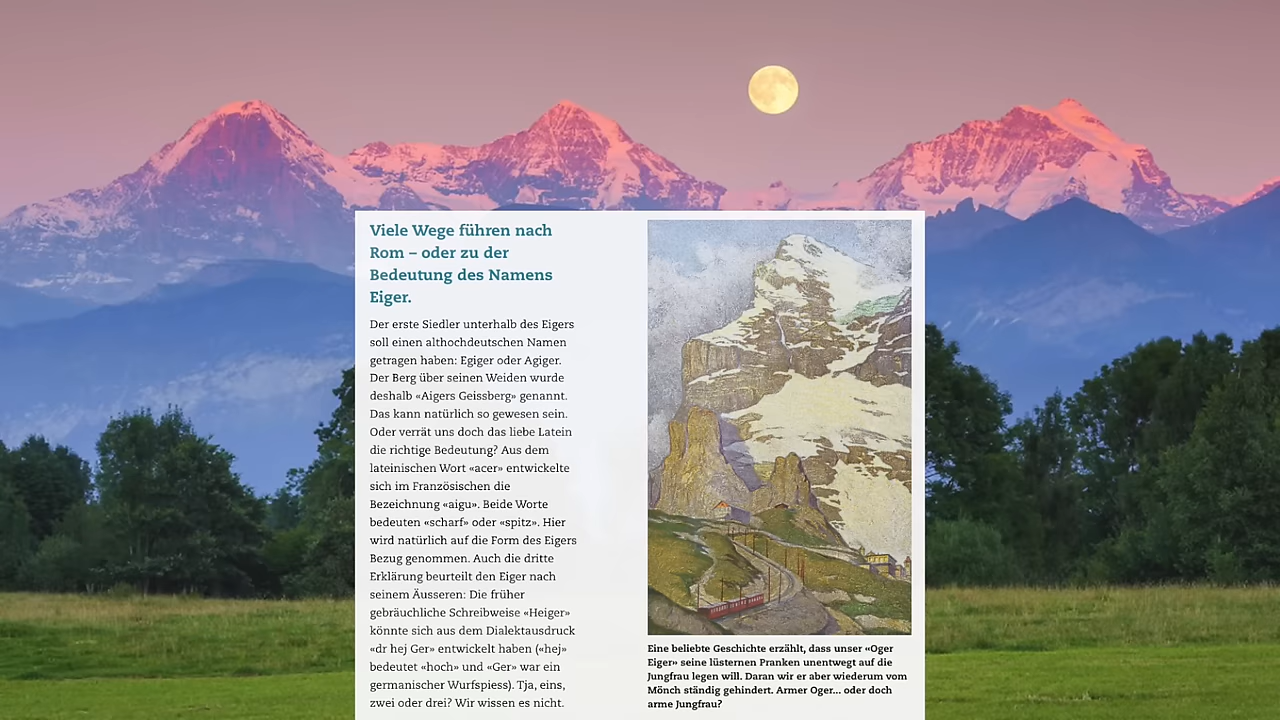 Viele Wege führen nach
Rom – oder zu der
Bedeutung des Namens
Eiger.
Der erste Siedler unterhalb des Eigers
soll einen althochdeutschen Namen
getragen haben: Egiger oder Agiger.
Der Berg über seinen Weiden wurde
deshalb «Aigers Geissberg» genannt.
Das kann natürlich so gewesen sein.
Oder verrät uns doch das liebe Latein
die richtige Bedeutung? Aus dem
lateinischen Wort «acer» entwickelte
sich im Französischen die
Bezeichnung «aigu». Beide Worte
bedeuten «scharf» oder «spitz». Hier
wird natürlich auf die Form des Eigers
Bezug genommen. Auch die dritte
Erklärung beurteilt den Eiger nach
seinem Äusseren: Die früher
gebräuchliche Schreibweise «Heiger»
könnte sich aus dem Dialektausdruck
«dr hej Ger» entwickelt haben («hej»
bedeutet «hoch» und «Ger» war ein
germanischer Wurfspiess). Tja, eins,
zwei oder drei? Wir wissen es nicht.
Eine beliebte Geschichte erzählt, dass unser «Oger
Eiger» seine lüsternen Pranken unentwegt auf die
Jungfrau legen will. Daran wir er aber wiederum vom
Mönch ständig gehindert. Armer Oger... oder doch
arme Jungfrau?